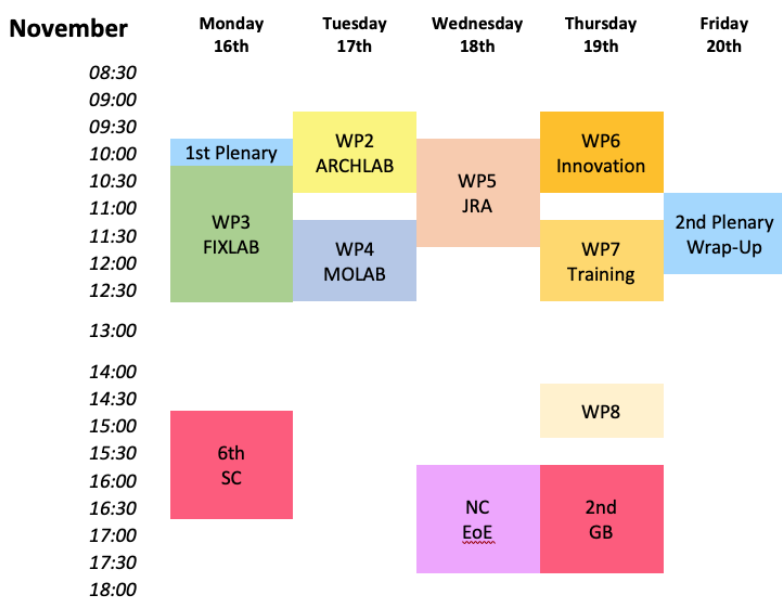 November
Monday
16th
Tuesday
17th
Wednesday
18th
Thursday
19th
Friday
20th
08:30
09:00
09:30
10:00
10:30
11:00
11:30
12:00
12:30
13:00
14:00
14:30
15:00
15:30
16:00
16:30
17:00
17:30
18:00
1st Plenary
WP3
FIXLAB
6th
SC
WP2
ARCHLAB
WP4
MOLAB
WP5
JRA
NC
EoE
WP6
Innovation
WP7
Training
WP8
2nd
GB
2nd Plenary
Wrap-Up